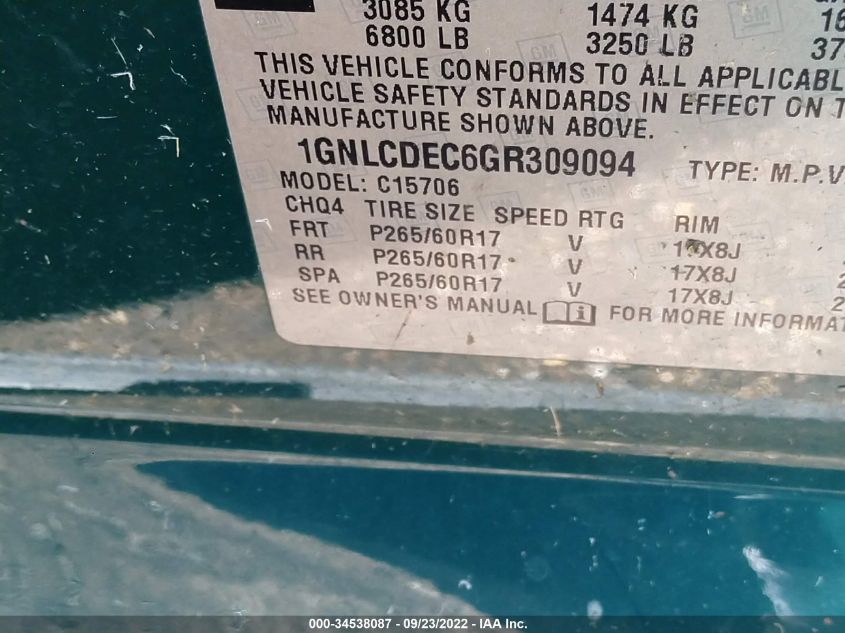 3085 KG 1474 KG
6800 LB 3250 LB
THIS VEHICLE CONFORMS TO ALL APPLICABL
VEHICLE SAFETY STANDARDS IN EFFECT ON T
MANUFACTURE SHOWN ABOVE.
1GNLCDEC6GR309094 TYPE: M.P.V
MODEL: C15706
CHQ4 TIRE SIZE SPEED RTG RIM
FRT P265/60R17 V 17X8J
RR P265/60R17 V 17X8J
SPA P265/60R17 V 17X8J
SEE OWNER'S MANUAL i FOR MORE INFORMAT
000-34538087 - 09/23/2022 - IAA Inc.